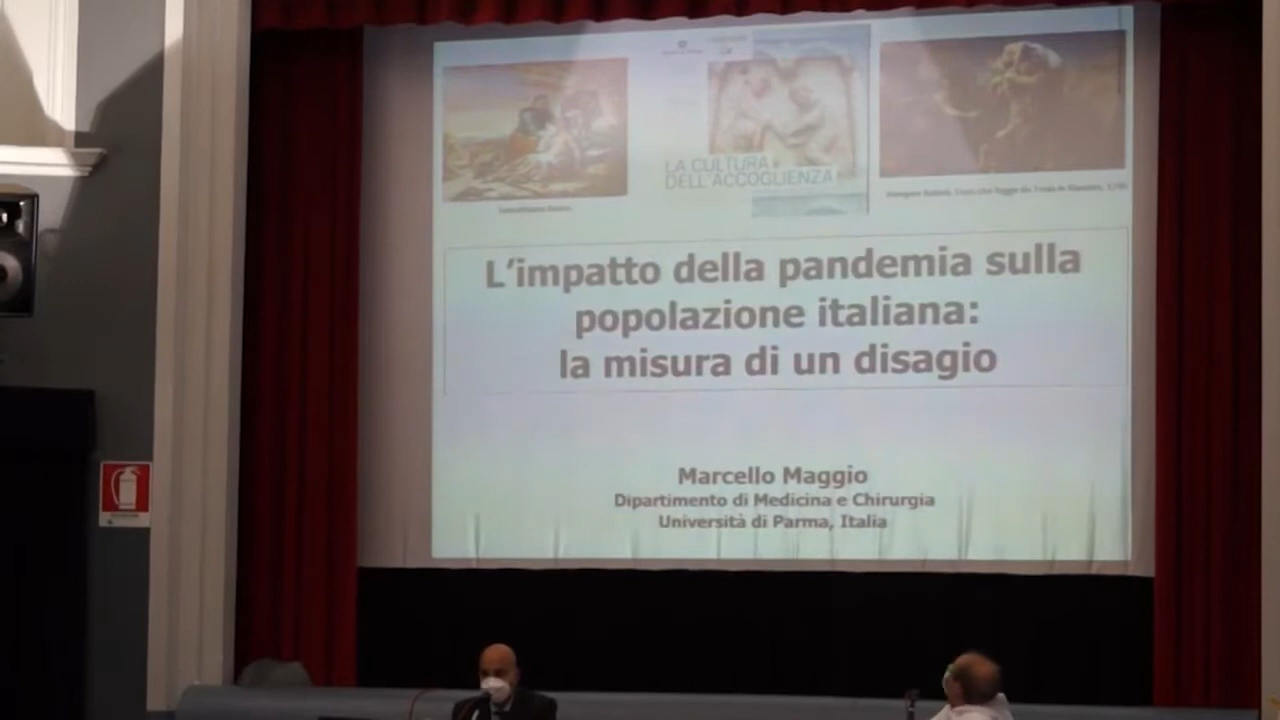 LA CULTURA
DELL'ACCOGLIENZA
L'impatto della pandemia sulla
popolazione italiana:
la misura di un disagio
Marcello Maggio
Dipartimento di Medicina e Chirurgia
Università di Parma, Italia